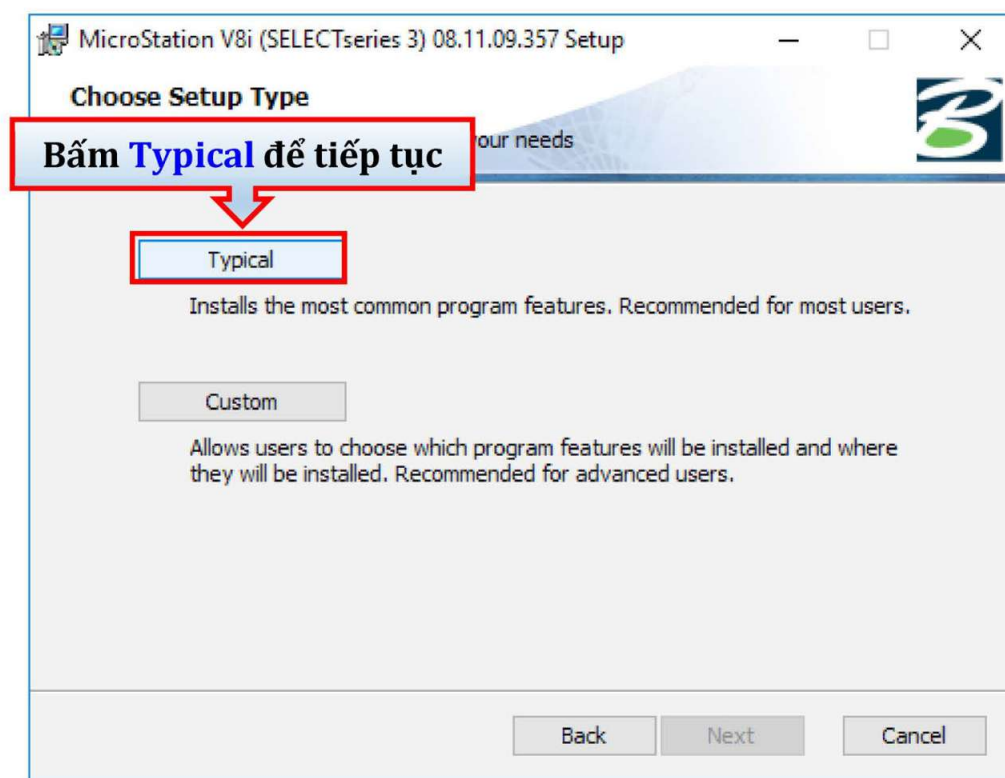 MicroStation V8i (SELECTseries 3) 08.11.09.357 Setup
Choose Setup Type
your needs
Bấm Typical để tiếp tục
Typical
Installs the most common program features. Recommended for most users.
Custom
Allows users to choose which program features will be installed and where
they will be installed. Recommended for advanced users.
Back
Next
Cancel